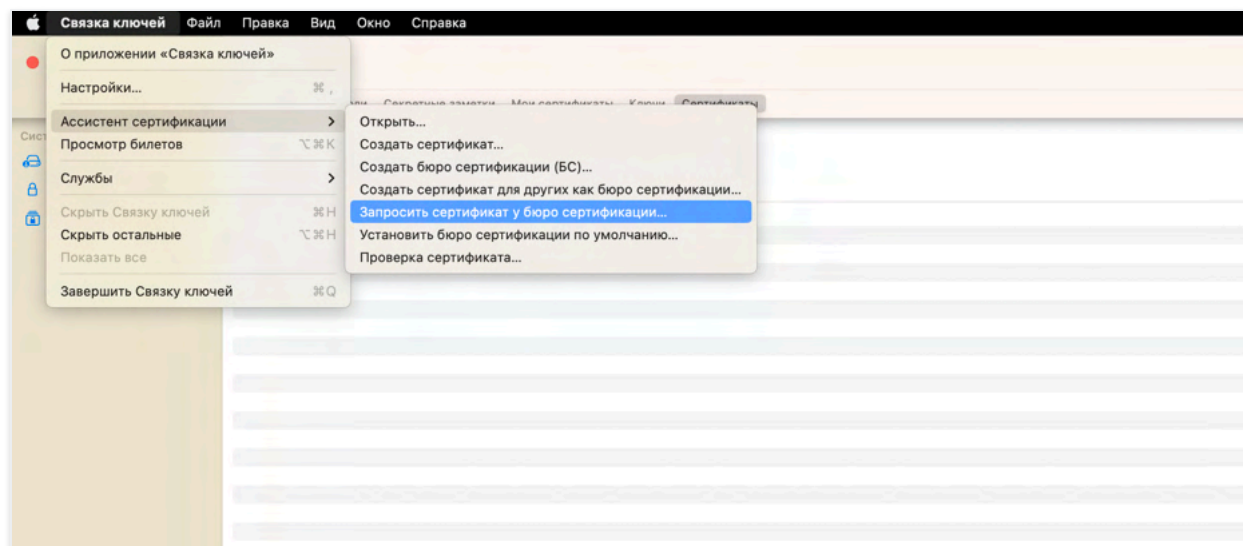 Связка ключей Файл Правка Вид Окно Справка
О приложении «Связка ключей»
Настройки... ⌘ ,
Секретные заметки Мои сертификаты Ключи Сертификаты
Ассистент сертификации >
Открыть...
Сист
Просмотр билетов ⌥⌘K
Создать сертификат...
Создать бюро сертификации (БС)...
Службы >
Создать сертификат для других как бюро сертификации...
Скрыть Связку ключей ⌘H
Запросить сертификат у бюро сертификации...
Скрыть остальные ⌥⌘H
Установить бюро сертификации по умолчанию...
Показать все
Проверка сертификата...
Завершить Связку ключей ⌘Q